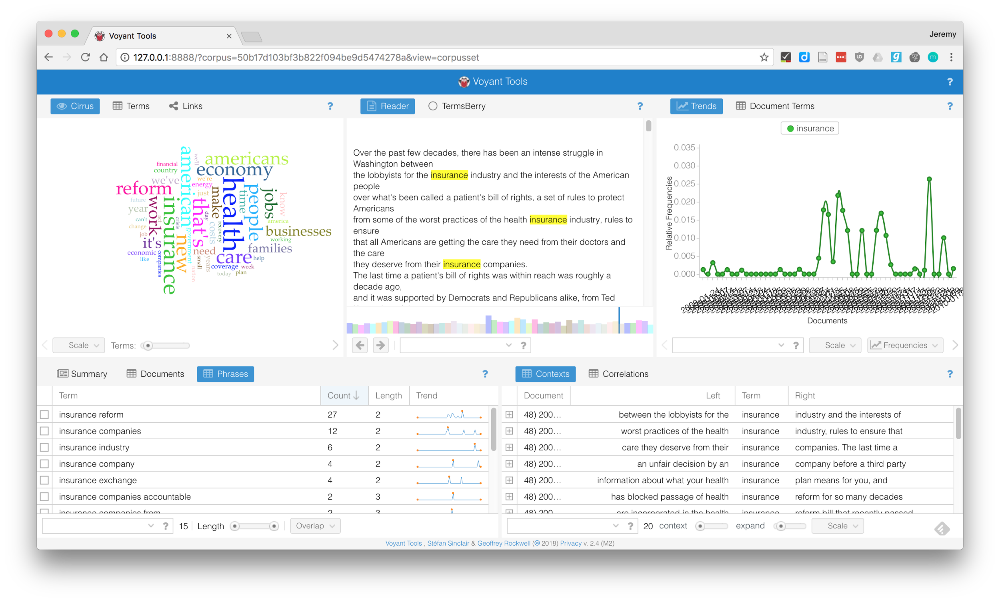 Voyant Tools
Jeremy
127.0.0.1:8888/?corpus=50b17d103bf3b822f094be9d5474278a&view=corpusset
Voyant Tools ?
Cirrus Terms Links ?
americans
economy
american
we'll
financial
country
we've
we're
energy
reform
just
make
health
time
people
jobs
know
future
year
work
act
can't
change
job
crisis
insurance
that's
day
costs
recovery
america
businesses
working
it's
new
government
need
families
economic
like
companies
small
years
care
help
coverage
week
nation
today
plan
Scale Terms:
Reader TermsBerry ?
Over the past few decades, there has been an intense struggle in
Washington between
the lobbyists for the insurance industry and the interests of the American
people
over what's been called a patient's bill of rights, a set of rules to protect
Americans
from some of the worst practices of the health insurance industry, rules to
ensure
that all Americans are getting the care they need from their doctors and
the care
they deserve from their insurance companies.
The last time a patient's bill of rights was within reach was roughly a
decade ago,
and it was supported by Democrats and Republicans alike, from Ted
?
Trends Document Terms ?
insurance
Relative Frequencies
0.035
0.030
0.025
0.020
0.015
0.010
0.005
0.000
Documents
? Scale Frequencies
Summary Documents Phrases ?
Term Count Length Trend
insurance reform 27 2
insurance companies 12 2
insurance industry 6 2
insurance company 4 2
insurance exchange 4 2
insurance companies accountable 2 3
insurance companies from 2 3
? 15 Length Overlap
Contexts Correlations ?
Document Left Term Right
48) 200... between the lobbyists for the insurance industry and the interests of
48) 200... worst practices of the health insurance industry, rules to ensure that
48) 200... care they deserve from their insurance companies. The last time a
48) 200... an unfair decision by an insurance company before a third party
48) 200... information about what your health insurance plan means for you, and
48) 200... has blocked passage of health insurance reform for so many decades
48) 200... are incorporated in the health insurance reform bill that recently passed
? 20 context expand Scale
Voyant Tools , Stéfan Sinclair & Geoffrey Rockwell (cc 2018) Privacy v. 2.4 (M2)